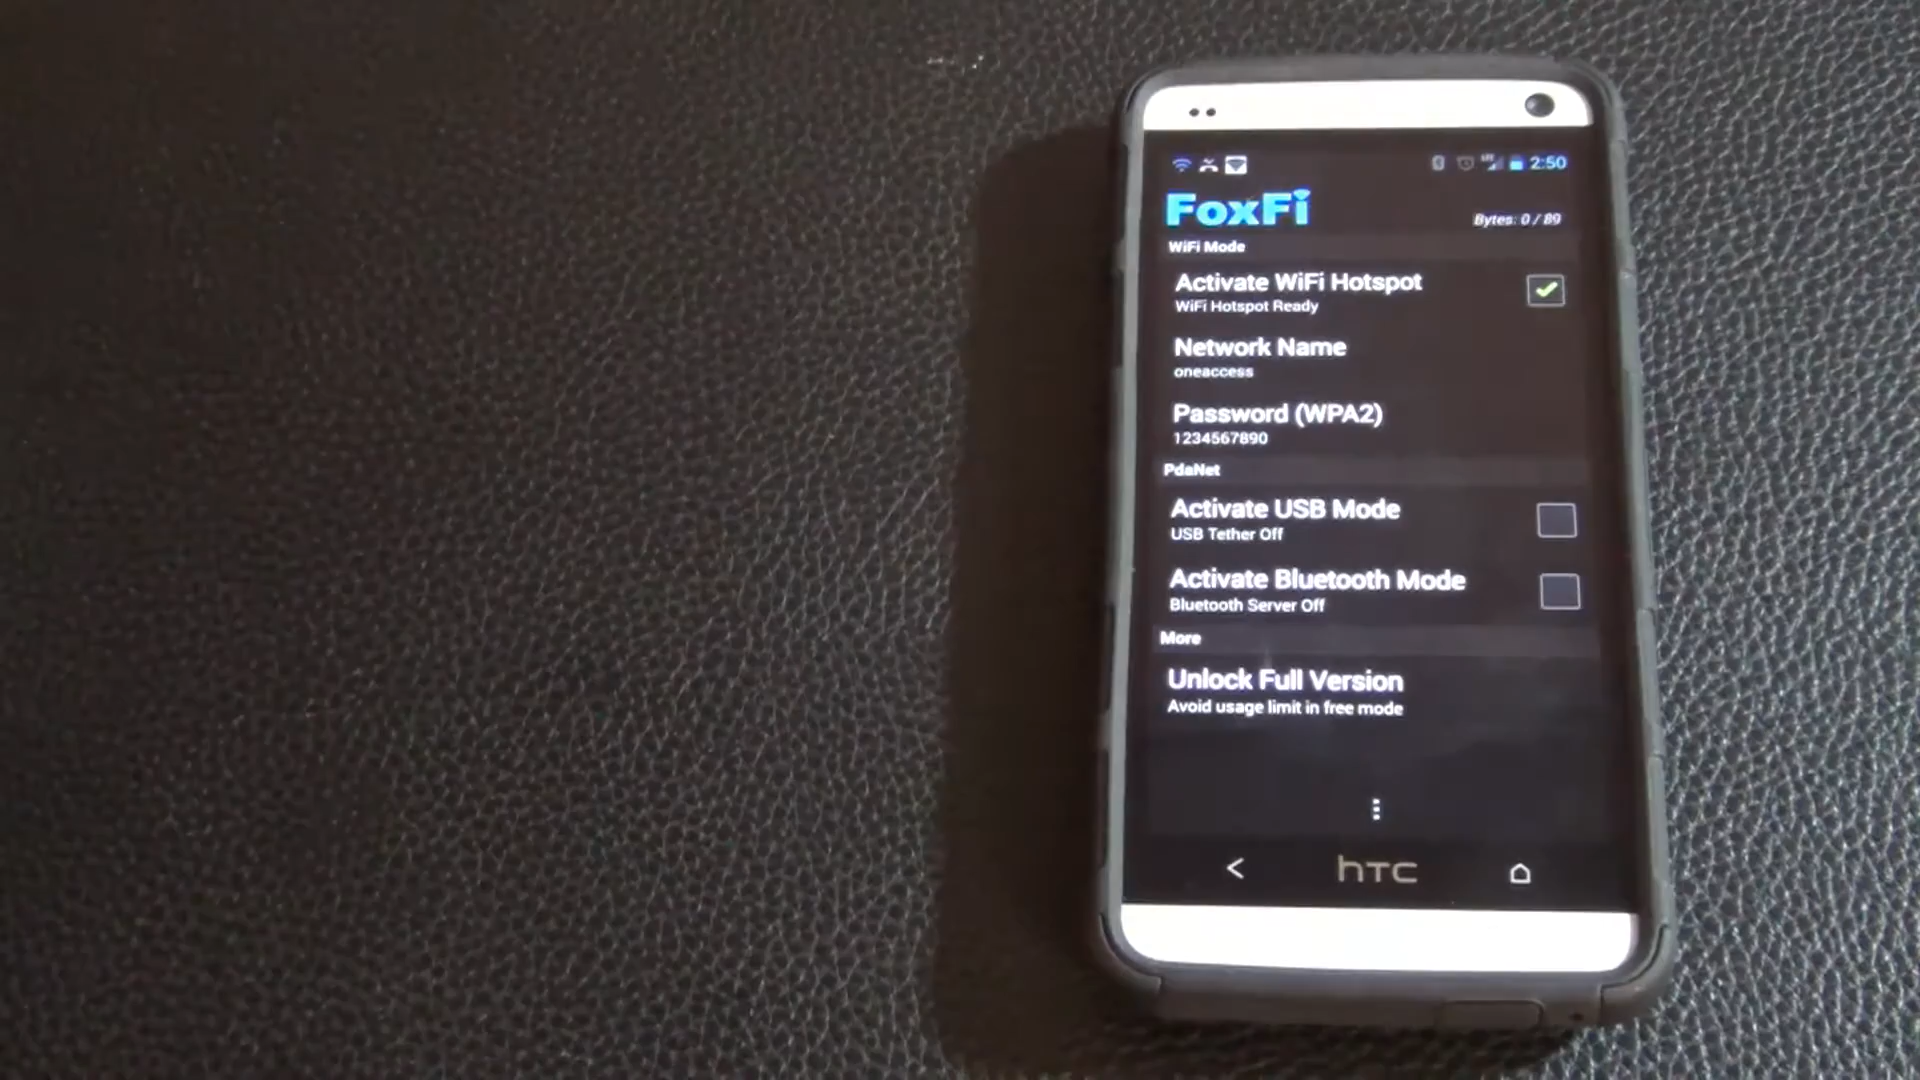 LTE 2:50
FoxFi
Bytes: 0 / 89
WiFi Mode
Activate WiFi Hotspot
WiFi Hotspot Ready
Network Name
oneaccess
Password (WPA2)
1234567890
PdaNet
Activate USB Mode
USB Tether Off
Activate Bluetooth Mode
Bluetooth Server Off
More
Unlock Full Version
Avoid usage limit in free mode
hTC